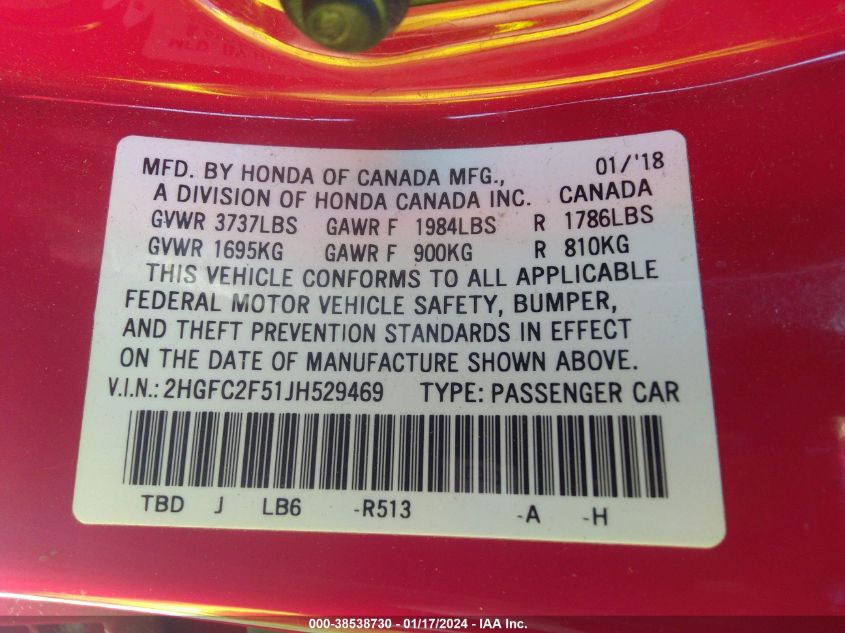 MFD. BY HONDA OF CANADA MFG., 01/'18
A DIVISION OF HONDA CANADA INC. CANADA
GVWR 3737LBS GAWR F 1984LBS R 1786LBS
GVWR 1695KG GAWR F 900KG R 810KG
THIS VEHICLE CONFORMS TO ALL APPLICABLE
FEDERAL MOTOR VEHICLE SAFETY, BUMPER,
AND THEFT PREVENTION STANDARDS IN EFFECT
ON THE DATE OF MANUFACTURE SHOWN ABOVE.
V.I.N.: 2HGFC2F51JH529469 TYPE: PASSENGER CAR
TBD J LB6 -R513 -A -H
000-38538730 - 01/17/2024 - IAA Inc.